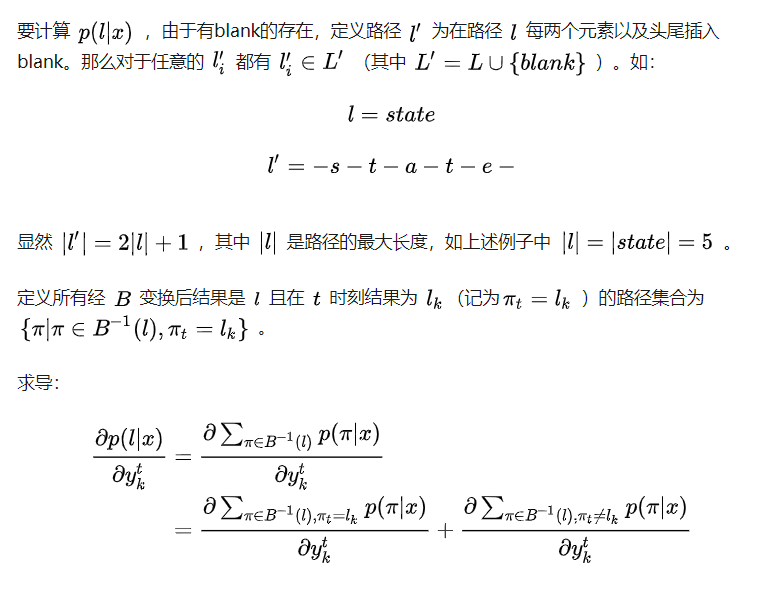 要计算 $p(l|x)$ ，由于有blank的存在，定义路径 $l'$ 为在路径 $l$ 每两个元素以及头尾插入
blank。那么对于任意的 $l'_i$ 都有 $l'_i \in L'$ （其中 $L' = L \cup \{blank\}$ ）。如：
$l = state$
$l' = -s-t-a-t-e-$
显然 $|l'| = 2|l| + 1$ ，其中 $|l|$ 是路径的最大长度，如上述例子中 $|l| = |state| = 5$ 。
定义所有经 $B$ 变换后结果是 $l$ 且在 $t$ 时刻结果为 $l_k$ （记为 $\pi_t = l_k$ ）的路径集合为
$\{\pi|\pi \in B^{-1}(l), \pi_t = l_k\}$ 。
求导：
$\frac{\partial p(l|x)}{\partial y_k^t} = \frac{\partial \sum_{\pi \in B^{-1}(l)} p(\pi|x)}{\partial y_k^t}$
$= \frac{\partial \sum_{\pi \in B^{-1}(l), \pi_t = l_k} p(\pi|x)}{\partial y_k^t} + \frac{\partial \sum_{\pi \in B^{-1}(l), \pi_t \neq l_k} p(\pi|x)}{\partial y_k^t}$